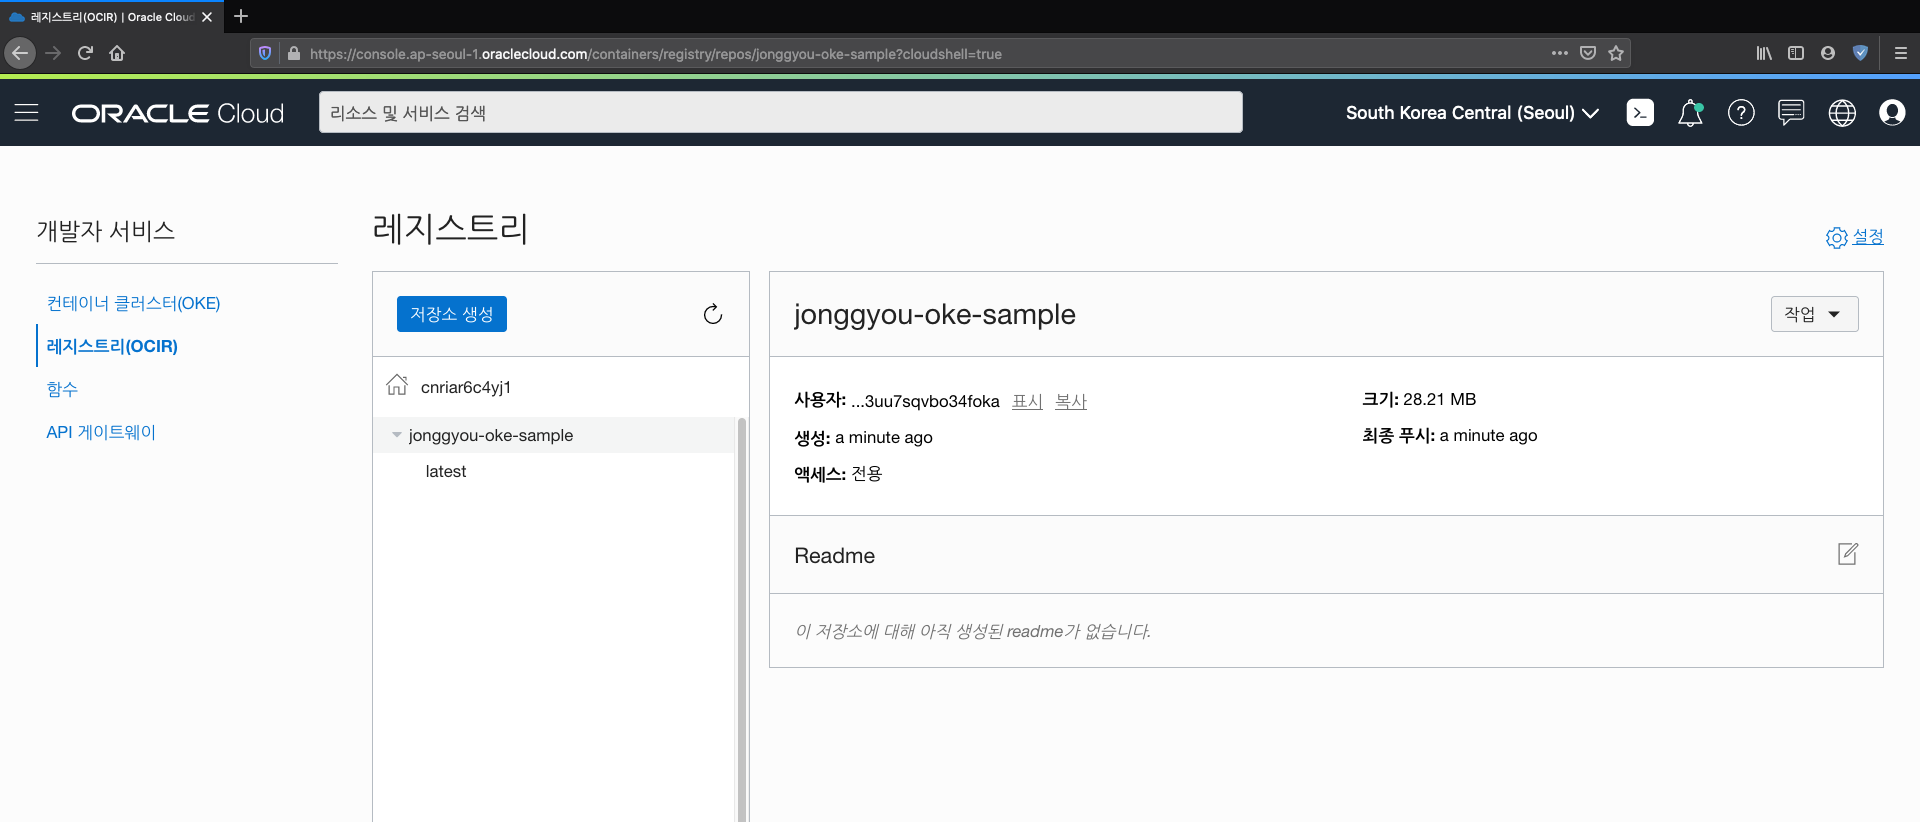 레지스트리(OCIR) | Oracle Cloud
https://console.ap-seoul-1.oraclecloud.com/containers/registry/repos/jonggyou-oke-sample?cloudshell=true
ORACLE Cloud
리소스 및 서비스 검색
South Korea Central (Seoul)
개발자 서비스
컨테이너 클러스터(OKE)
레지스트리(OCIR)
함수
API 게이트웨이
레지스트리
설정
저장소 생성
cnriar6c4yj1
jonggyou-oke-sample
latest
jonggyou-oke-sample
작업
사용자: ...3uu7sqvbo34foka 표시 복사
생성: a minute ago
액세스: 전용
크기: 28.21 MB
최종 푸시: a minute ago
Readme
이 저장소에 대해 아직 생성된 readme가 없습니다.